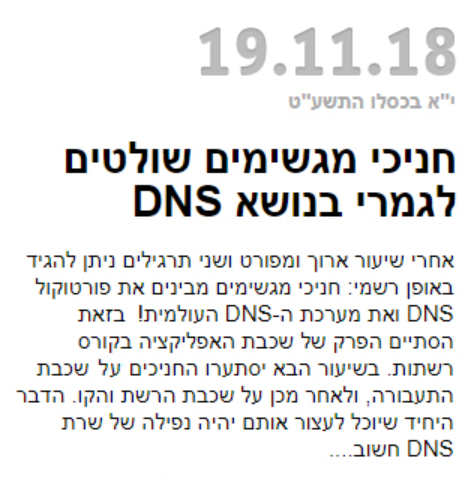 19.11.18
י"א בכסלו התשע"ט
חניכי מגשימים שולטים
לגמרי בנושא DNS
אחרי שיעור ארוך ומפורט ושני תרגילים ניתן להגיד
באופן רשמי: חניכי מגשימים מבינים את פורטוקול
DNS ואת מערכת ה-DNS העולמית! בזאת
הסתיים הפרק של שכבת האפליקציה בקורס
רשתות. בשיעור הבא יסתערו החניכים על שכבת
התעבורה, ולאחר מכן על שכבת הרשת והקו. הדבר
היחיד שיוכל לעצור אותם יהיה נפילה של שרת
DNS חשוב....